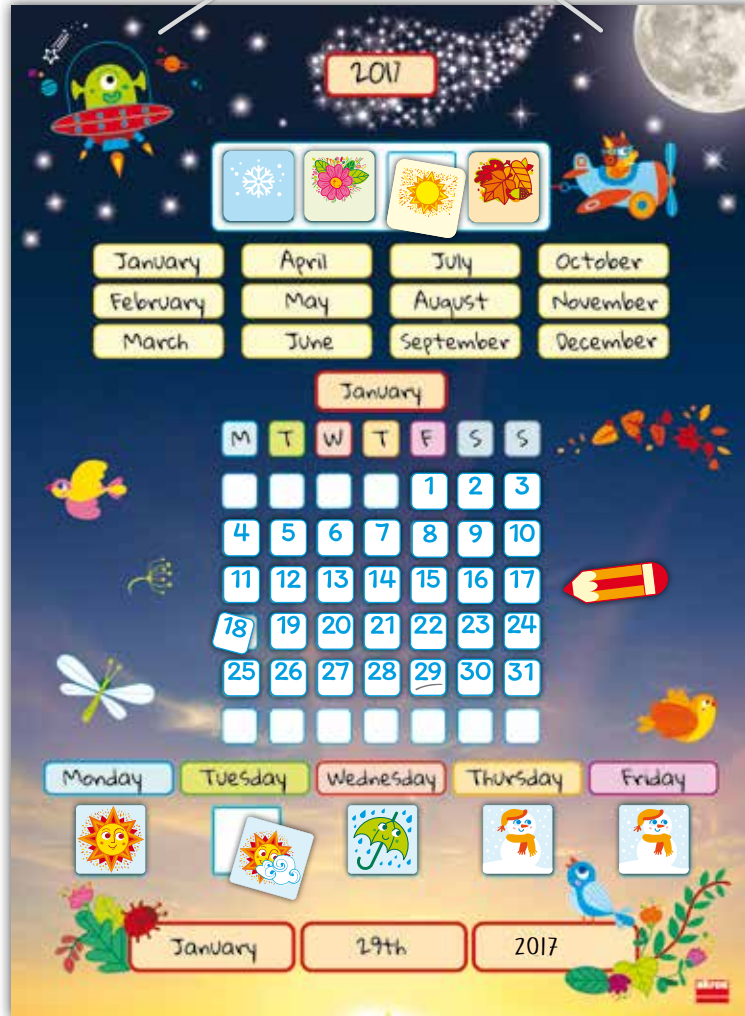 2017
January April July October
February May August November
March June September December
January
M T W T F S S
1 2 3
4 5 6 7 8 9 10
11 12 13 14 15 16 17
18 19 20 21 22 23 24
25 26 27 28 29 30 31
Monday Tuesday Wednesday Thursday Friday
January 29th 2017
akros